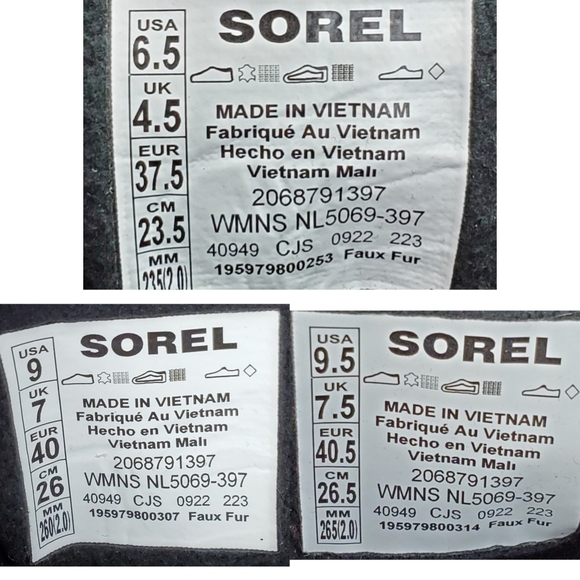 USA
6.5
UK
4.5
EUR
37.5
CM
23.5
MM
235(2.0)
SOREL
MADE IN VIETNAM
Fabriqué Au Vietnam
Hecho en Vietnam
Vietnam Malı
2068791397
WMNS NL5069-397
40949 CJS 0922 223
195979800253 Faux Fur
USA
9
UK
7
EUR
40
CM
26
MM
260(2.0)
SOREL
MADE IN VIETNAM
Fabriqué Au Vietnam
Hecho en Vietnam
Vietnam Malı
2068791397
WMNS NL5069-397
40949 CJS 0922 223
195979800307 Faux Fur
USA
9.5
UK
7.5
EUR
40.5
CM
26.5
MM
265(2.0)
SOREL
MADE IN VIETNAM
Fabriqué Au Vietnam
Hecho en Vietnam
Vietnam Malı
2068791397
WMNS NL5069-397
40949 CJS 0922 223
195979800314 Faux Fur